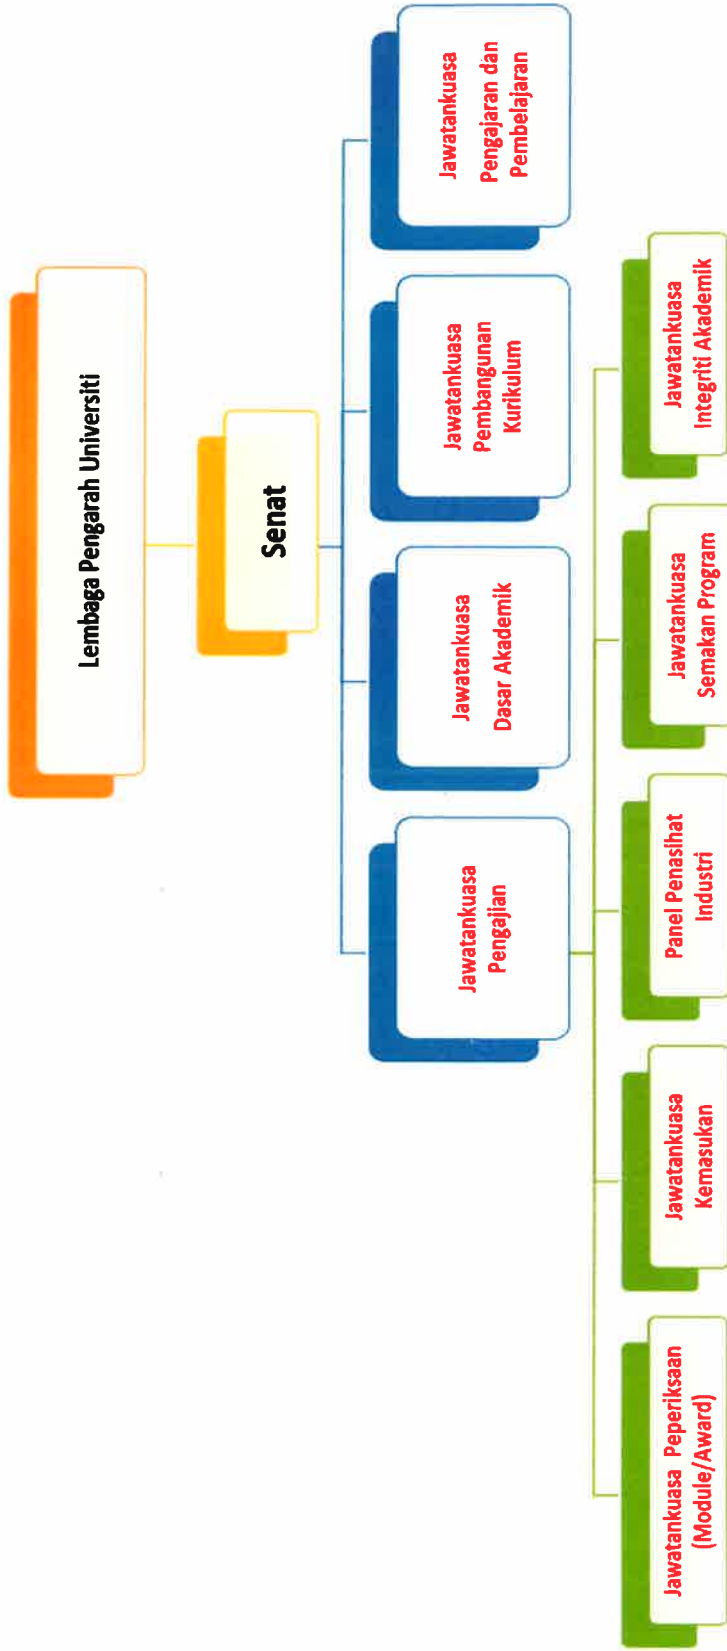 Lembaga Pengarah Universiti
Senat
Jawatankuasa
Pengajian
Jawatankuasa
Dasar Akademik
Jawatankuasa
Pembangunan
Kurikulum
Jawatankuasa
Pengajaran dan
Pembelajaran
Jawatankuasa Peperiksaan
(Module/Award)
Jawatankuasa
Kemasukan
Panel Penasihat
Industri
Jawatankuasa
Semakan Program
Jawatankuasa
Integriti Akademik